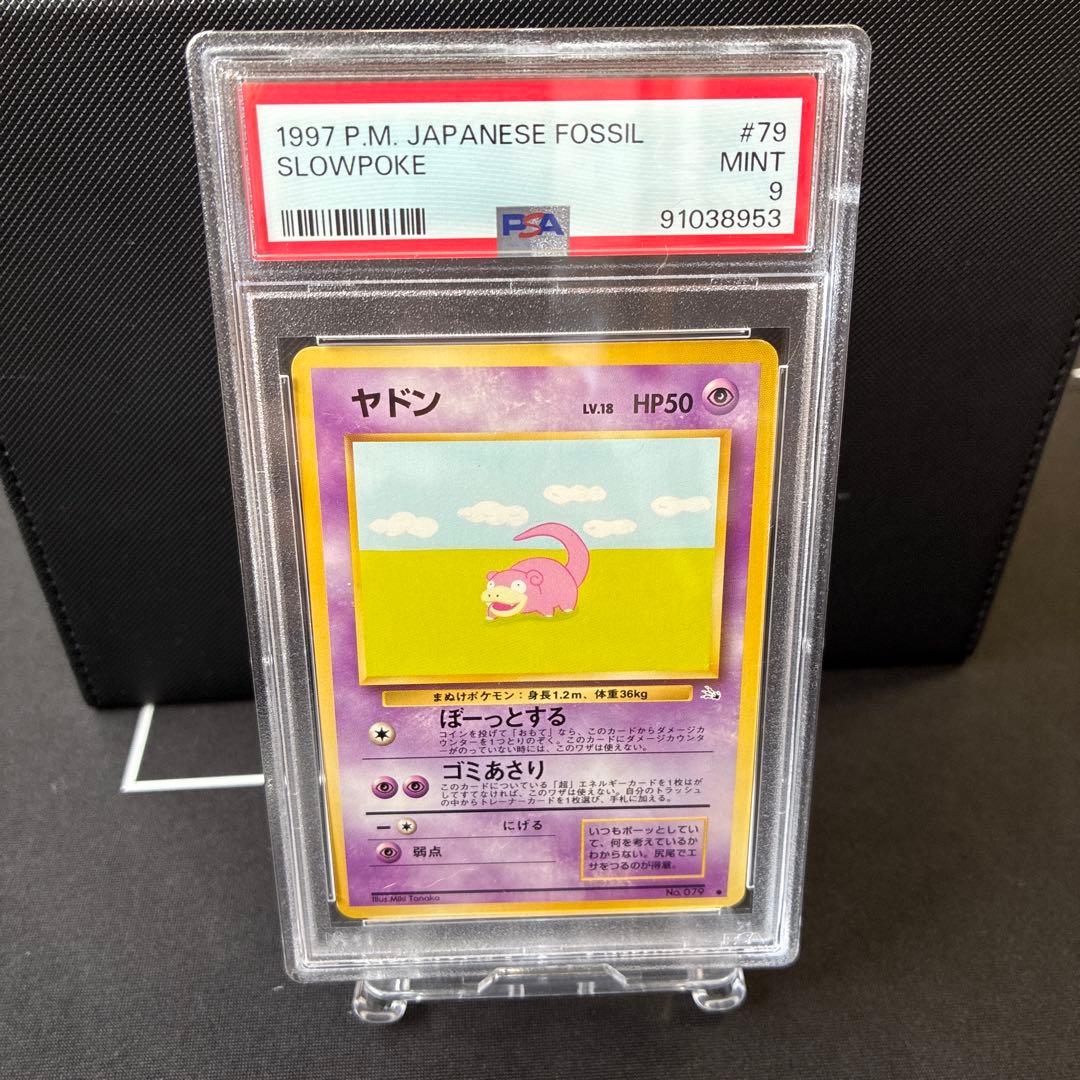 1997 P.M. JAPANESE FOSSIL #79
SLOWPOKE MINT
9
PSA 91038953
ヤドン LV.18 HP50
まぬけポケモン:身長1.2m、体重36kg
ぼーっとする
コインを投げて「おもて」なら、このカードからダメージカ
ウンターを1つとりのぞく。このカードにダメージカウンタ
ーがのっていない時には、このワザは使えない。
ゴミあさり
このカードについている「超」エネルギーカードを1枚はが
してすてなければ、このワザは使えない。自分のトラッシュ
の中からトレーナーカードを1枚選び、手札に加える。
にげる
弱点
いつもボーッとしてい
て、何を考えているか
わからない。尻尾でエ
サをつるのが得意。
Illus.Miki Tanaka No.079